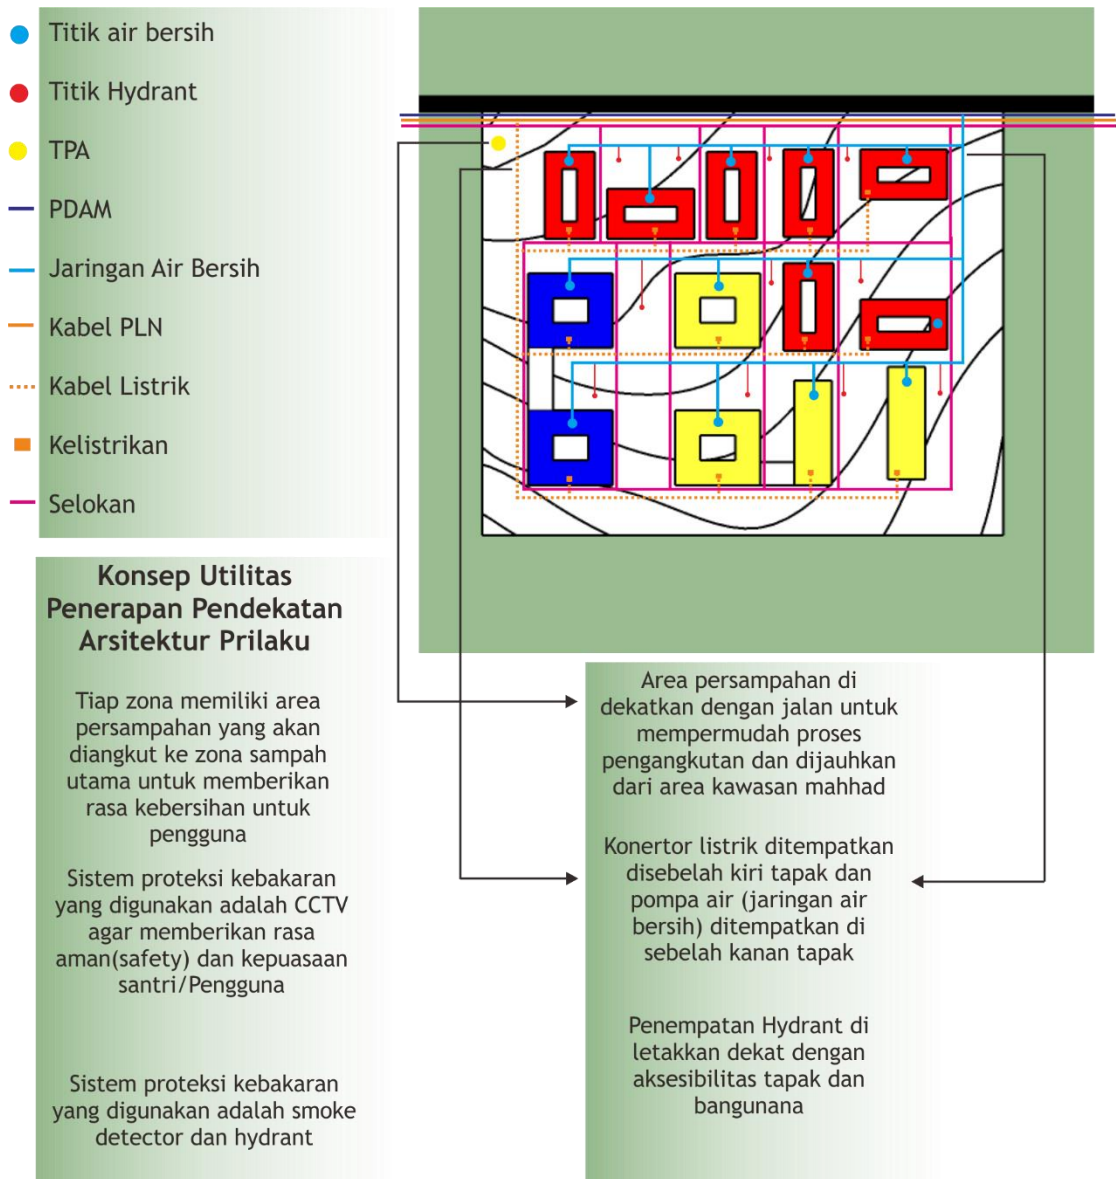 Titik air bersih
Titik Hydrant
TPA
PDAM
Jaringan Air Bersih
Kabel PLN
Kabel Listrik
Kelistrikan
Selokan
Konsep Utilitas
Penerapan Pendekatan
Arsitektur Prilaku
Tiap zona memiliki area
persampahan yang akan
diangkut ke zona sampah
utama untuk memberikan
rasa kebersihan untuk
pengguna
Sistem proteksi kebakaran
yang digunakan adalah CCTV
agar memberikan rasa
aman(safety) dan kepuasaan
santri/Pengguna
Sistem proteksi kebakaran
yang digunakan adalah smoke
detector dan hydrant
Area persampahan di
dekatkan dengan jalan untuk
mempermudah proses
pengangkutan dan dijauhkan
dari area kawasan mahhad
Konertor listrik ditempatkan
disebelah kiri tapak dan
pompa air (jaringan air
bersih) ditempatkan di
sebelah kanan tapak
Penempatan Hydrant di
letakkan dekat dengan
aksesibilitas tapak dan
bangunana